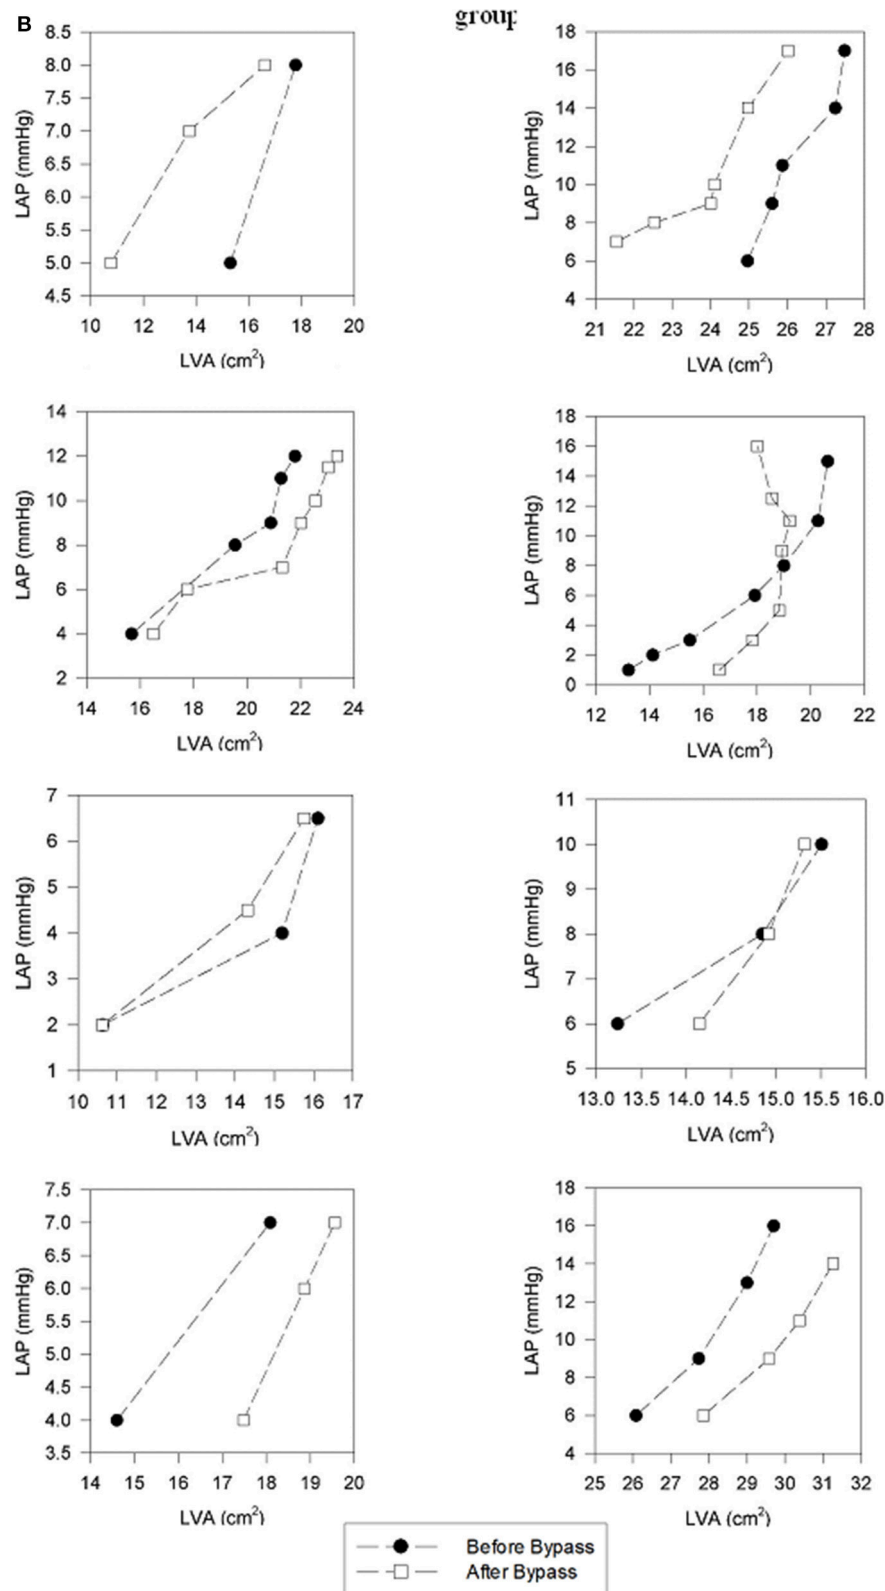 B
group
8.5
8.0
7.5
7.0
6.5
6.0
5.5
5.0
4.5
LAP (mmHg)
10 12 14 16 18 20
LVA (cm²)
18
16
14
12
10
8
6
4
LAP (mmHg)
21 22 23 24 25 26 27 28
LVA (cm²)
14
12
10
8
6
4
2
LAP (mmHg)
14 16 18 20 22 24
LVA (cm²)
18
16
14
12
10
8
6
4
2
0
LAP (mmHg)
12 14 16 18 20 22
LVA (cm²)
7
6
5
4
3
2
1
LAP (mmHg)
10 11 12 13 14 15 16 17
LVA (cm²)
11
10
9
8
7
6
5
LAP (mmHg)
13.0 13.5 14.0 14.5 15.0 15.5 16.0
LVA (cm²)
7.5
7.0
6.5
6.0
5.5
5.0
4.5
4.0
3.5
LAP (mmHg)
14 15 16 17 18 19 20
LVA (cm²)
18
16
14
12
10
8
6
4
LAP (mmHg)
25 26 27 28 29 30 31 32
LVA (cm²)
Before Bypass
After Bypass